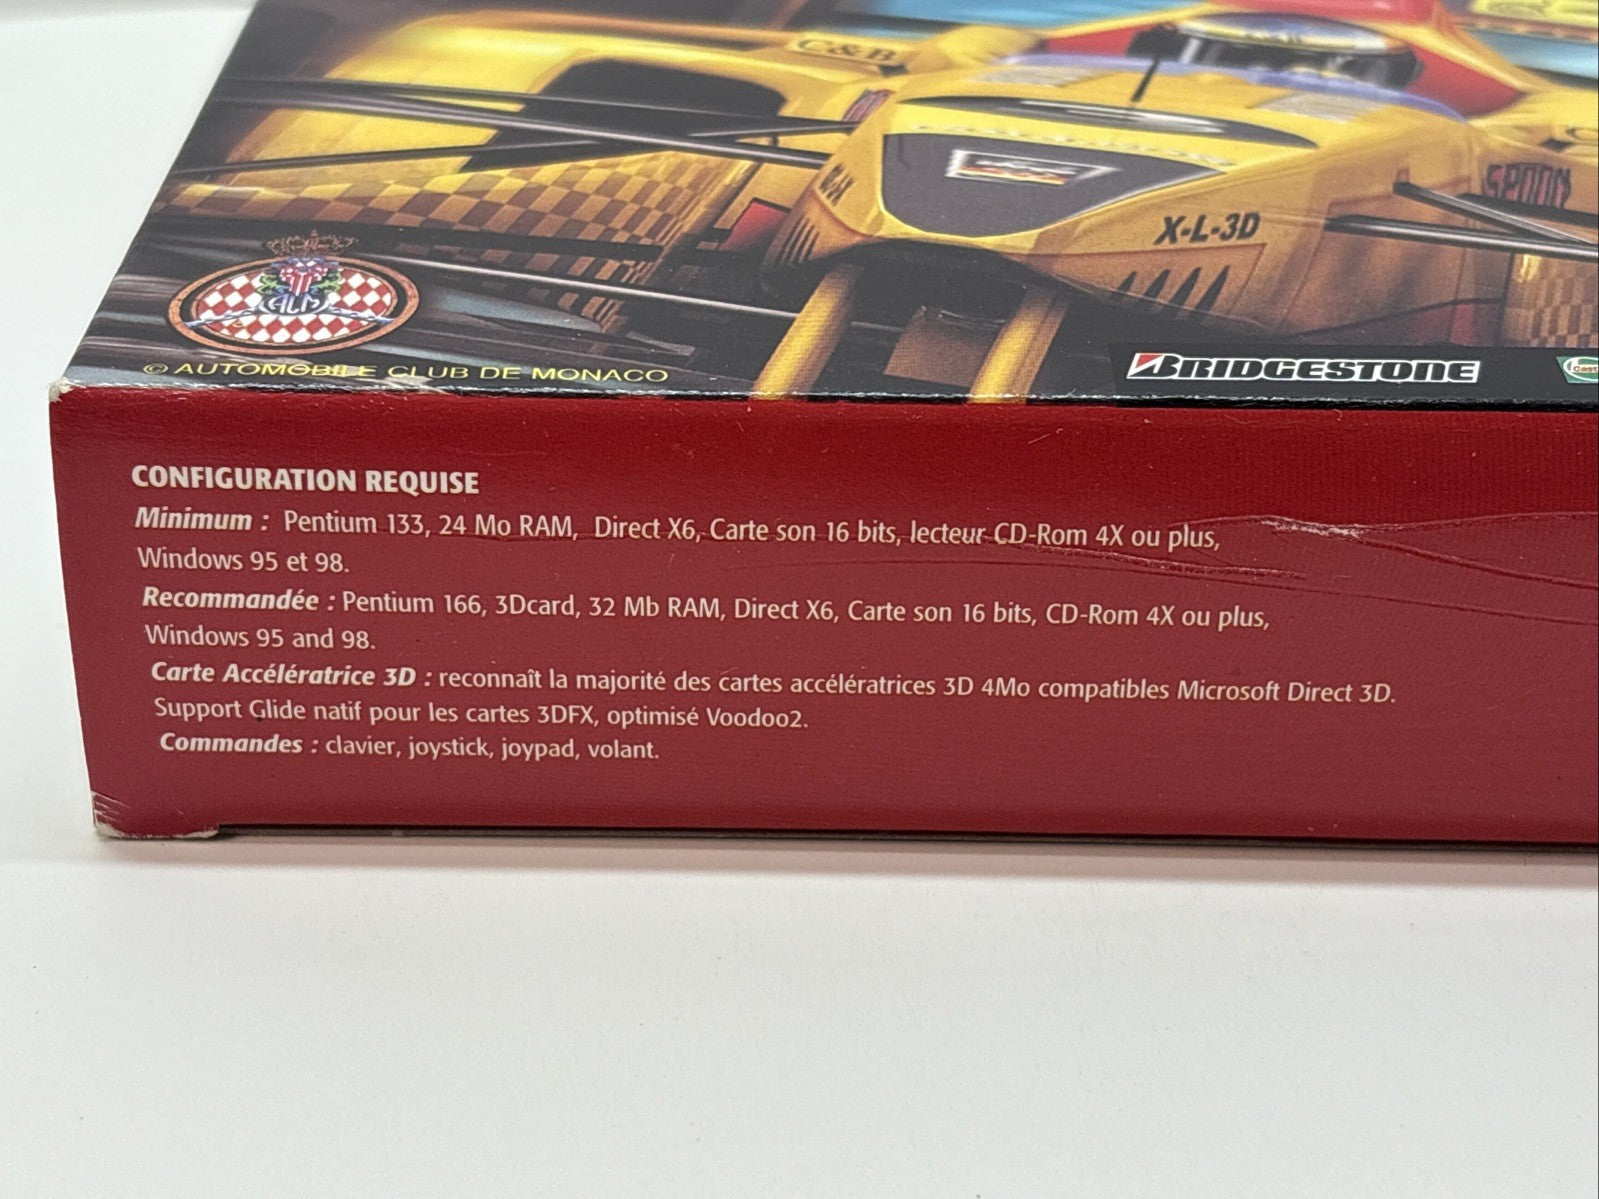 C&B
X-L-3D
ACM
© AUTOMOBILE CLUB DE MONACO
BRIDGESTONE
Cast
CONFIGURATION REQUISE
Minimum : Pentium 133, 24 Mo RAM, Direct X6, Carte son 16 bits, lecteur CD-Rom 4X ou plus,
Windows 95 et 98.
Recommandée : Pentium 166, 3Dcard, 32 Mb RAM, Direct X6, Carte son 16 bits, CD-Rom 4X ou plus,
Windows 95 and 98.
Carte Accélératrice 3D : reconnaît la majorité des cartes accélératrices 3D 4Mo compatibles Microsoft Direct 3D.
Support Glide natif pour les cartes 3DFX, optimisé Voodoo2.
Commandes : clavier, joystick, joypad, volant.